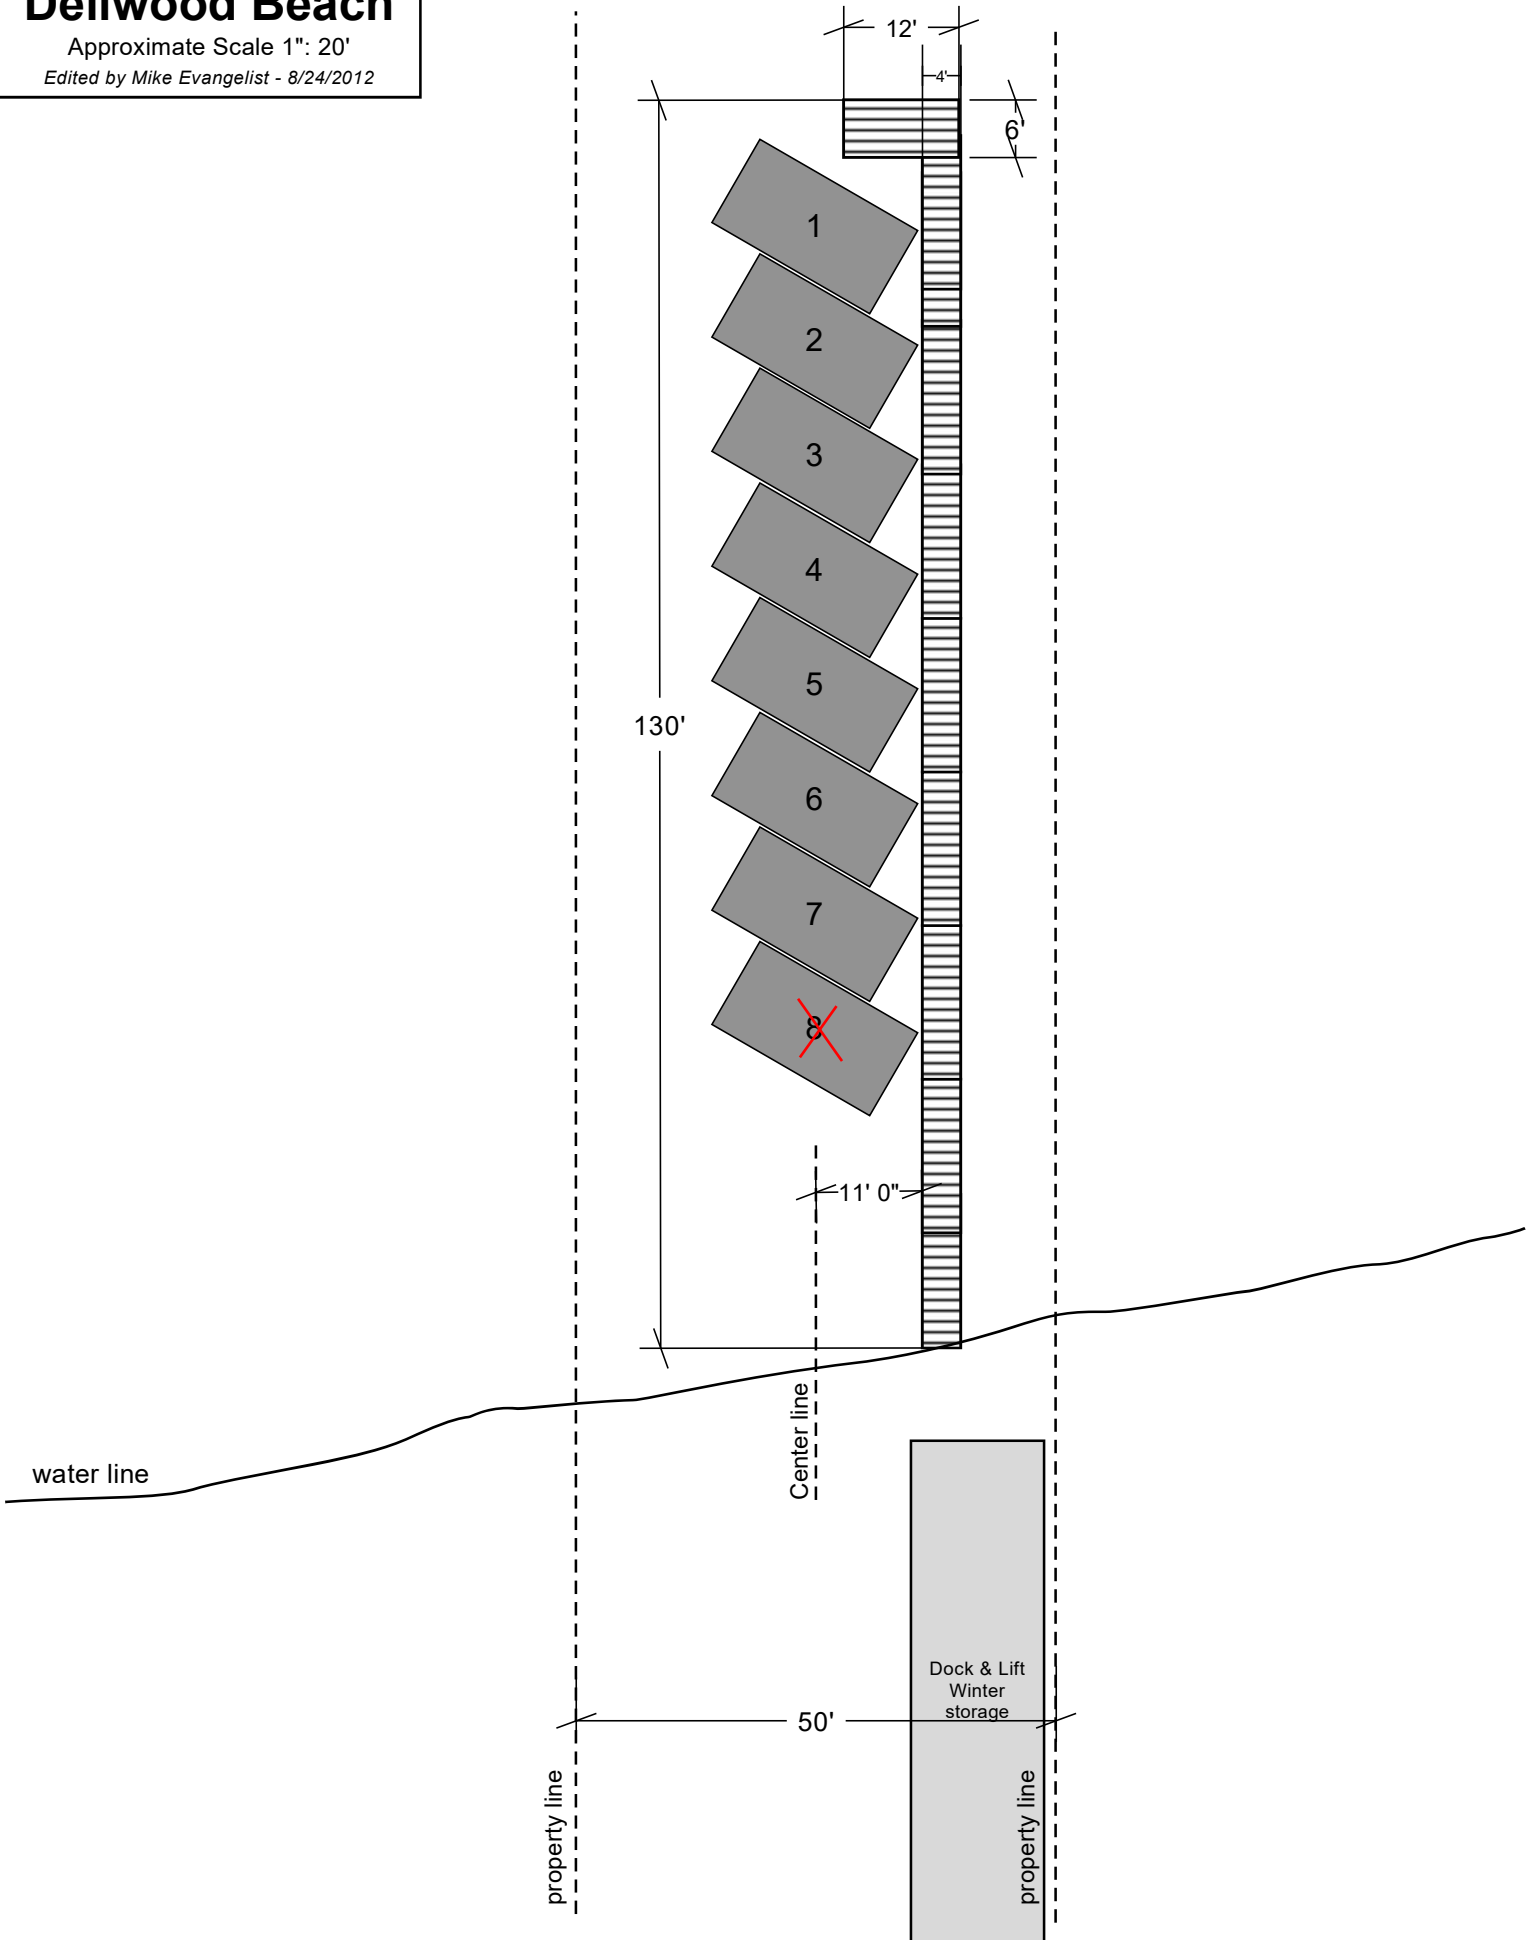 Dellwood Beach
Approximate Scale 1": 20'
Edited by Mike Evangelist - 8/24/2012
12'
4'
6'
1
2
3
4
5
130'
6
7
8
11' 0"
Center line
water line
Dock & Lift
Winter
storage
50'
property line
property line